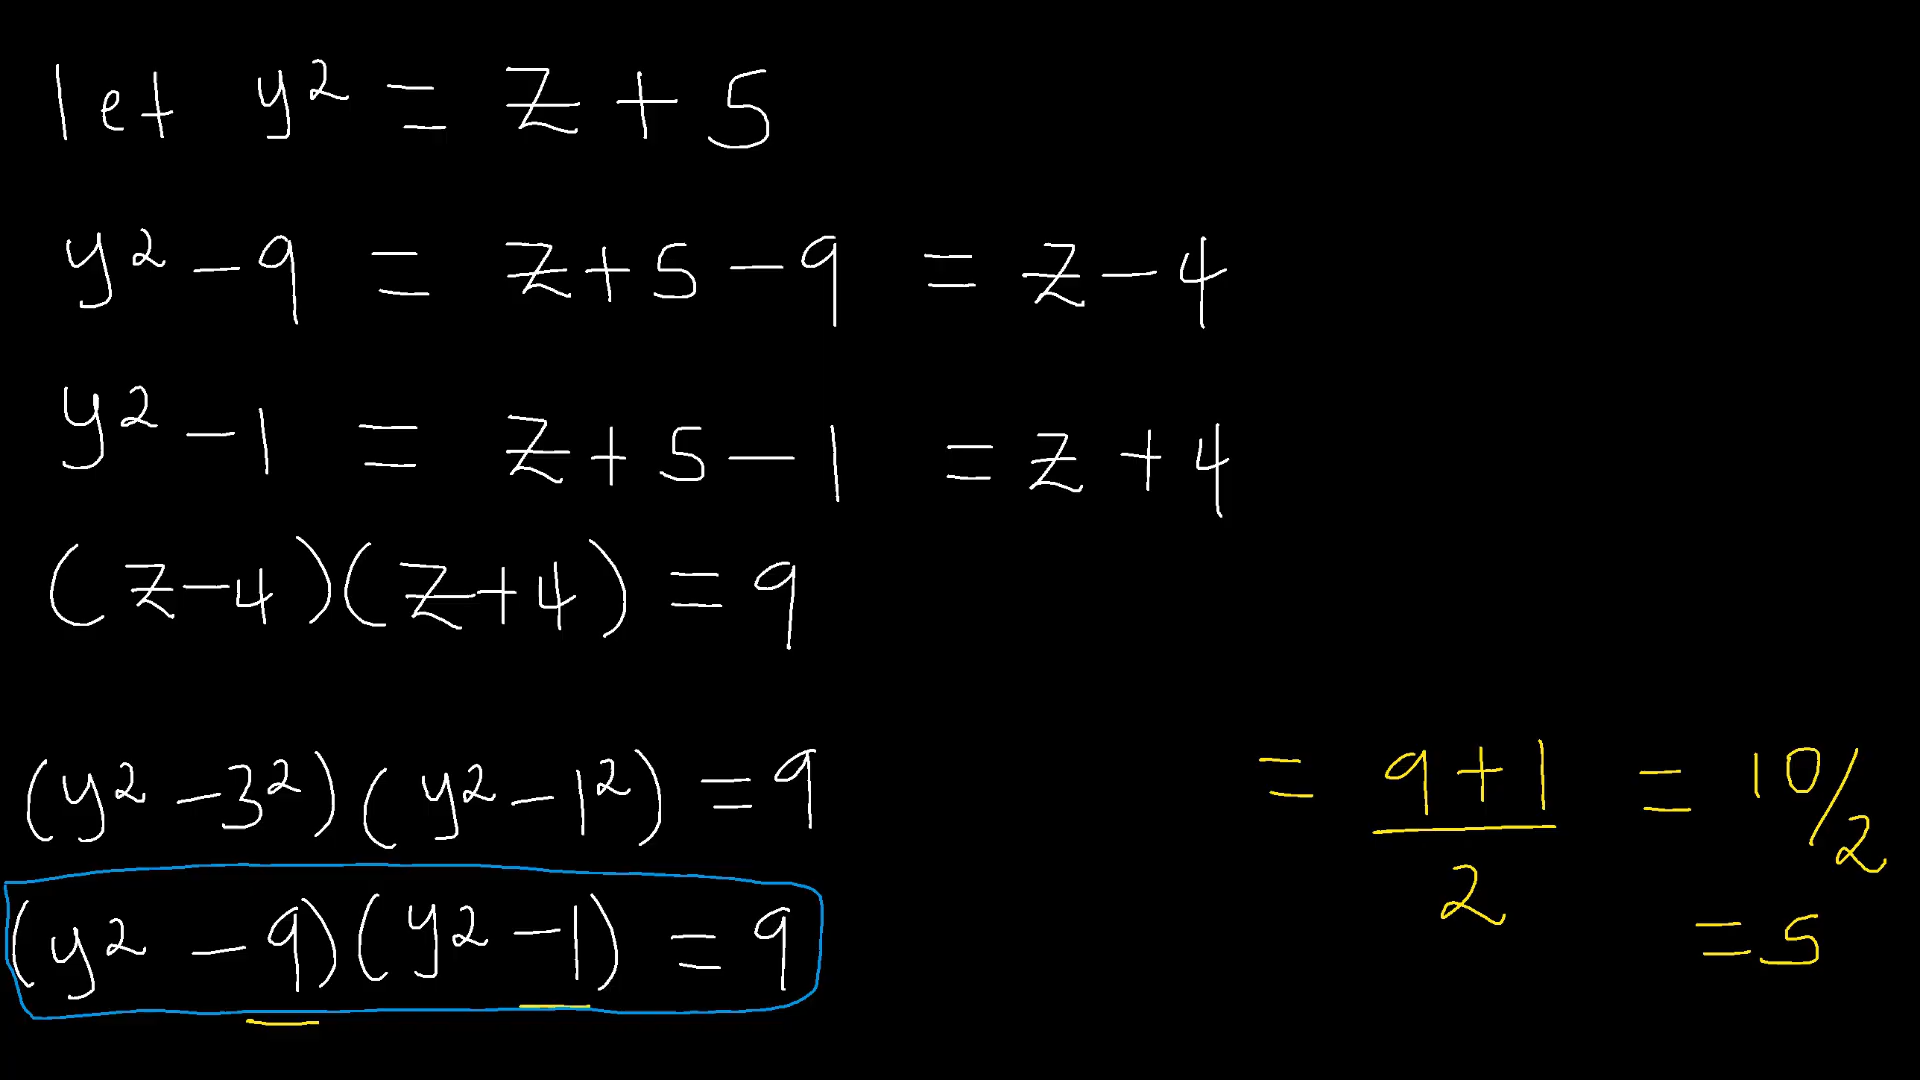 let y² = z + 5
y² - 9 = z + 5 - 9 = z - 4
y² - 1 = z + 5 - 1 = z + 4
(z - 4)(z + 4) = 9
(y² - 3²)(y² - 1²) = 9
(y² - 9)(y² - 1) = 9
= 9 + 1 / 2 = 10/2
= 5